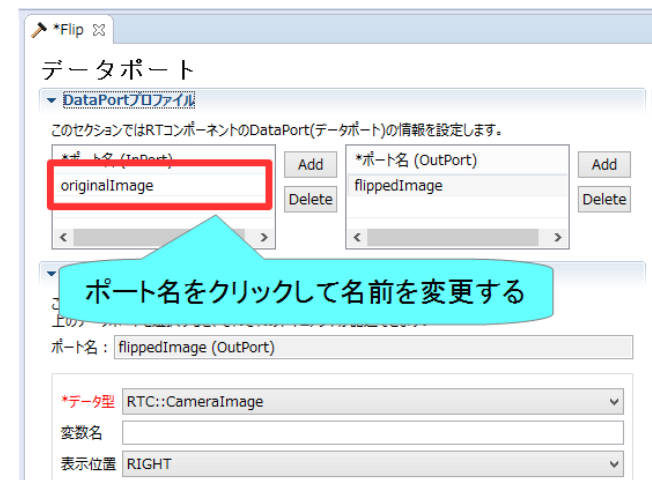 *Flip
データポート
DataPortプロファイル
このセクションではRTコンポーネントのDataPort(データポート)の情報を設定します。
*ポート名 (InPort)
originalImage
Add
Delete
*ポート名 (OutPort)
flippedImage
Add
Delete
ポート名をクリックして名前を変更する
ポート名： flippedImage (OutPort)
*データ型 RTC::CameraImage
変数名
表示位置 RIGHT